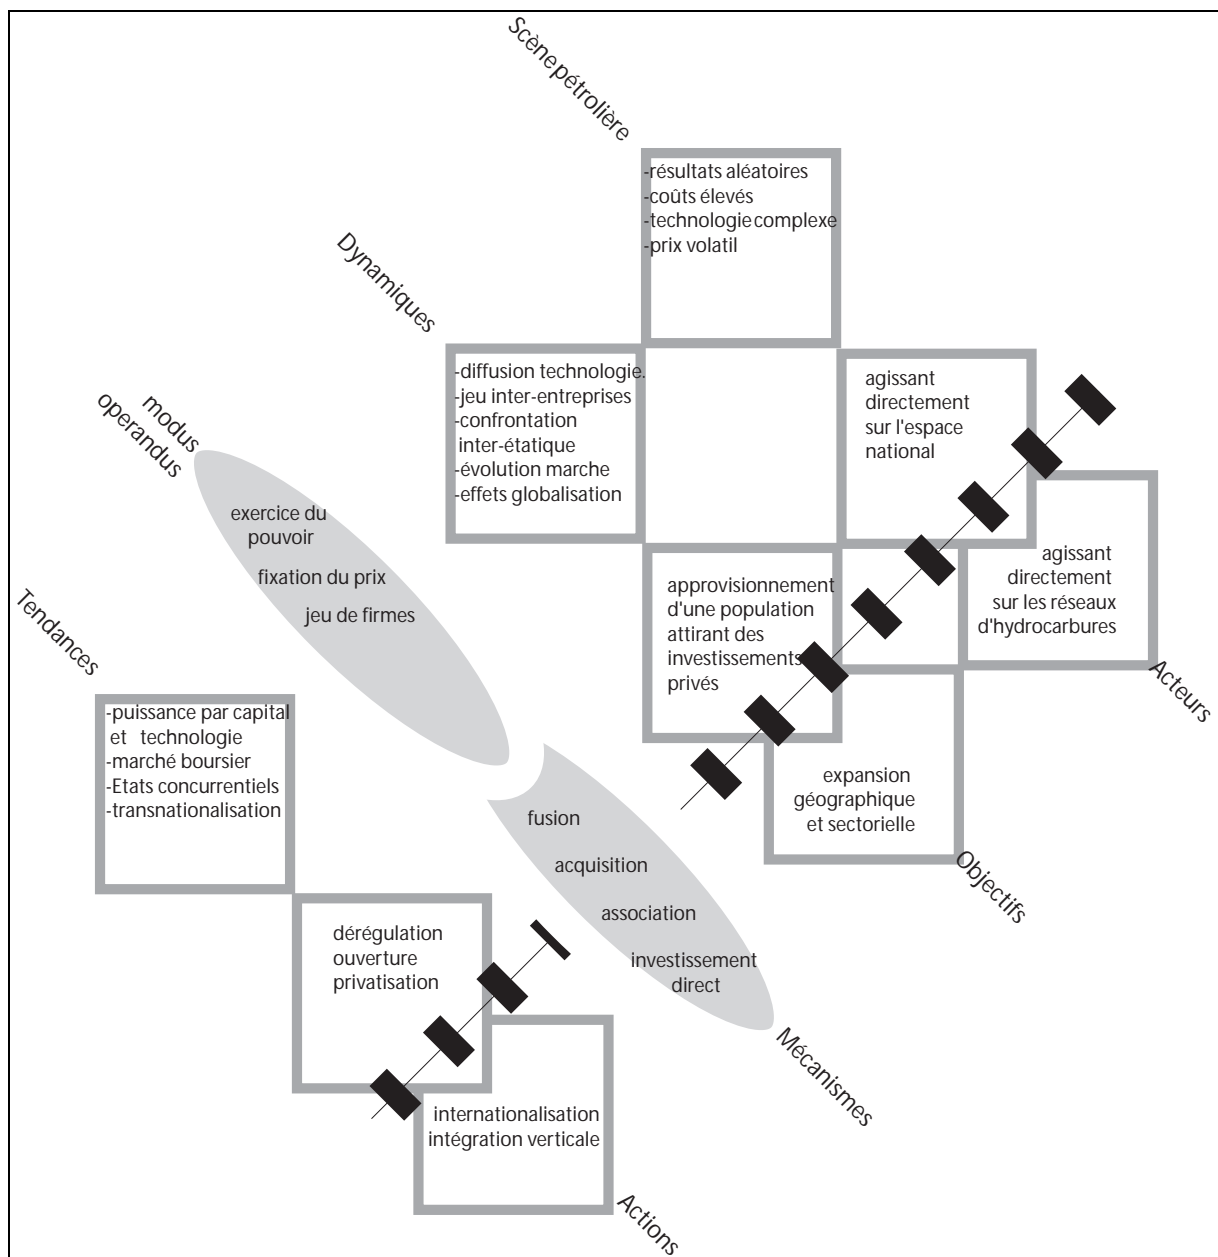 Scène pétrolière
-résultats aléatoires
-coûts élevés
-technologie complexe
-prix volatil
Dynamiques
-diffusion technologie.
-jeu inter-entreprises
-confrontation
inter-étatique
-évolution marche
-effets globalisation
agissant
directement
sur l'espace
national
agissant
directement
sur les réseaux
d'hydrocarbures
Acteurs
approvisionnement
d'une population
attirant des
investissements
privés
expansion
géographique
et sectorielle
Objectifs
modus
operandus
exercice du
pouvoir
fixation du prix
jeu de firmes
fusion
acquisition
association
investissement
direct
Mécanismes
Tendances
-puissance par capital
et technologie
-marché boursier
-Etats concurrentiels
-transnationalisation
dérégulation
ouverture
privatisation
internationalisation
intégration verticale
Actions